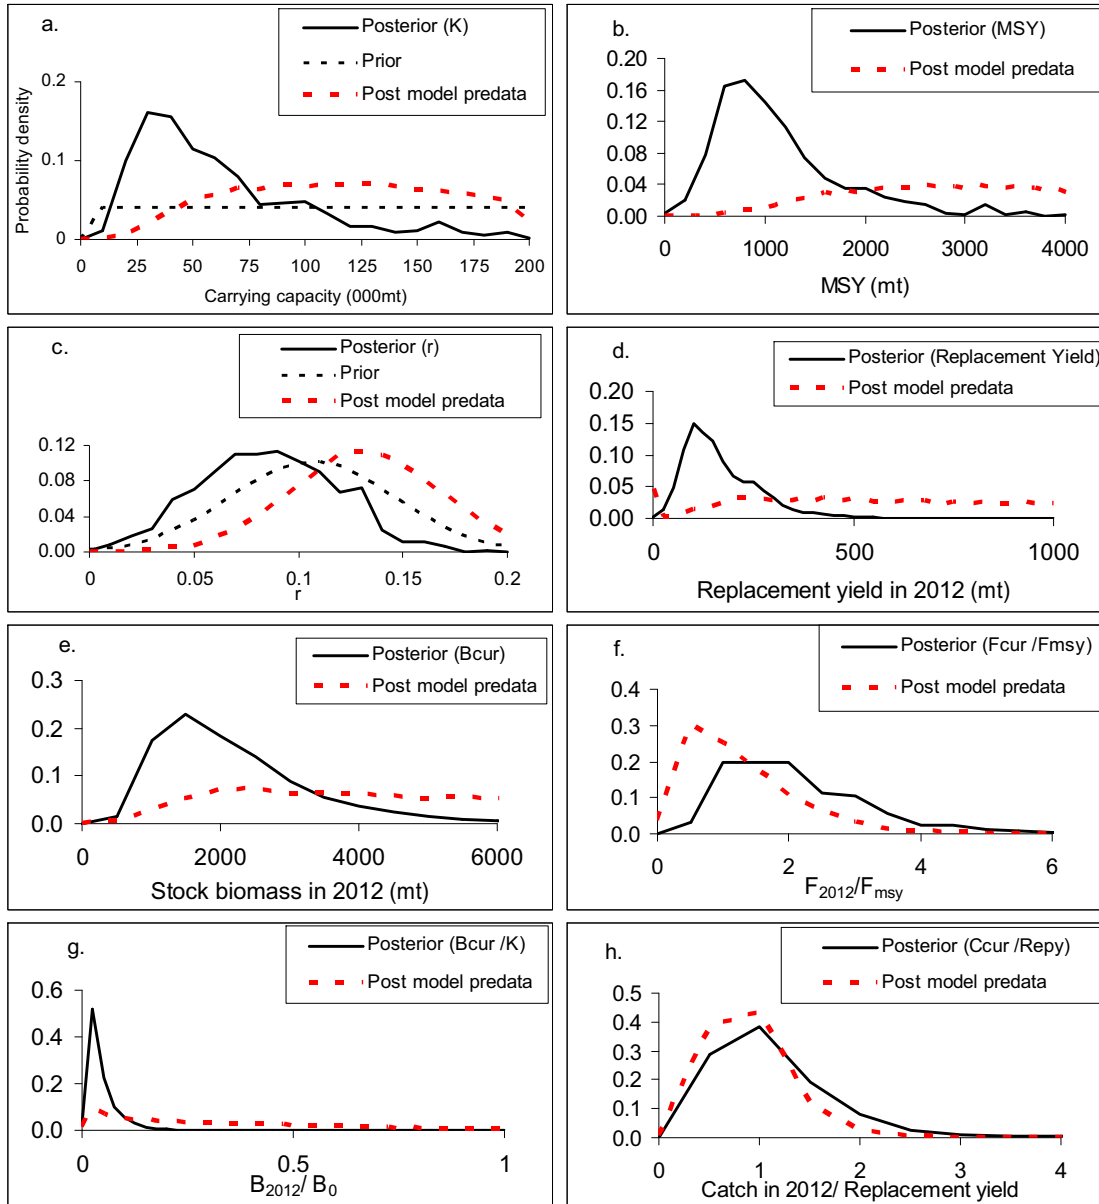 a.
Posterior (K)
Prior
Post model predata
Probability density
0.2
0.1
0
0 25 50 75 100 125 150 175 200
Carrying capacity (000mt)
b.
Posterior (MSY)
Post model predata
0.20
0.16
0.12
0.08
0.04
0.00
0 1000 2000 3000 4000
MSY (mt)
c.
Posterior (r)
Prior
Post model predata
0.12
0.08
0.04
0.00
0 0.05 0.1 0.15 0.2
r
d.
Posterior (Replacement Yield)
Post model predata
0.20
0.15
0.10
0.05
0.00
0 500 1000
Replacement yield in 2012 (mt)
e.
Posterior (Bcur)
Post model predata
0.3
0.2
0.1
0.0
0 2000 4000 6000
Stock biomass in 2012 (mt)
f.
Posterior (Fcur /Fmsy)
Post model predata
0.4
0.3
0.2
0.1
0.0
0 2 4 6
F2012/Fmsy
g.
Posterior (Bcur /K)
Post model predata
0.6
0.4
0.2
0.0
0 0.5 1
B2012/ B0
h.
Posterior (Ccur /Repy)
Post model predata
0.5
0.4
0.3
0.2
0.1
0.0
0 1 2 3 4
Catch in 2012/ Replacement yield